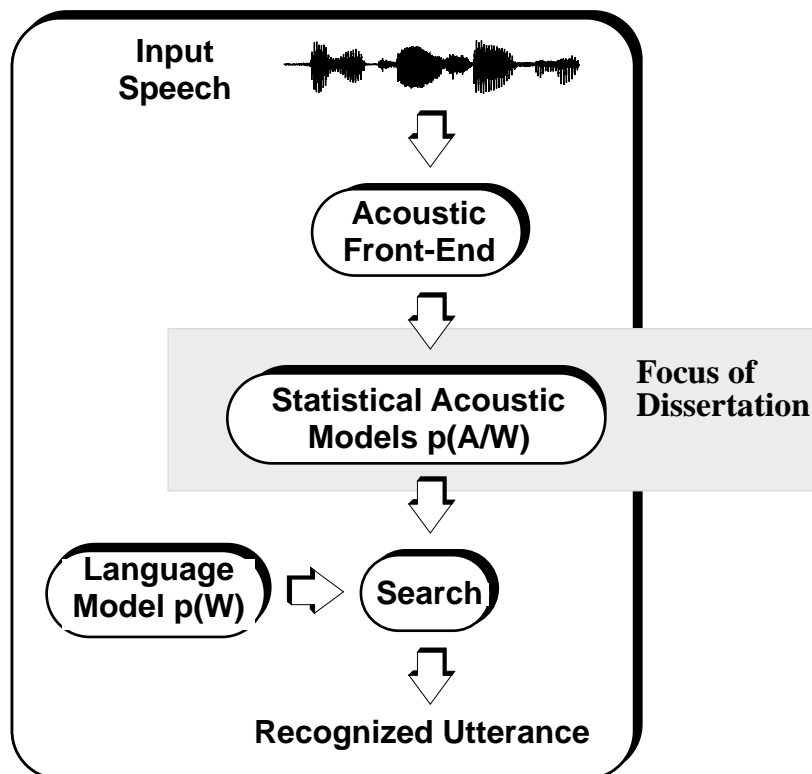 Input
Speech
Acoustic
Front-End
Statistical Acoustic
Models p(A/W)
Focus of
Dissertation
Language
Model p(W)
Search
Recognized Utterance